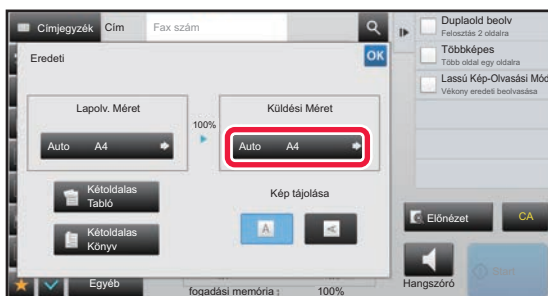 Címjegyzék
Cím
Fax szám
Duplaold beolv
Felosztás 2 oldalra
Többképes
Több oldal egy oldalra
Lassú Kép-Olvasási Mód
Vékony eredeti beolvasása
Eredeti
OK
Lapolv. Méret
100%
Küldési Méret
Auto A4
Auto A4
Kétoldalas
Tabló
Kétoldalas
Könyv
Kép tájolása
A
A
Előnézet
CA
Hangszóró
Start
Egyéb
fogadási memória : 100%